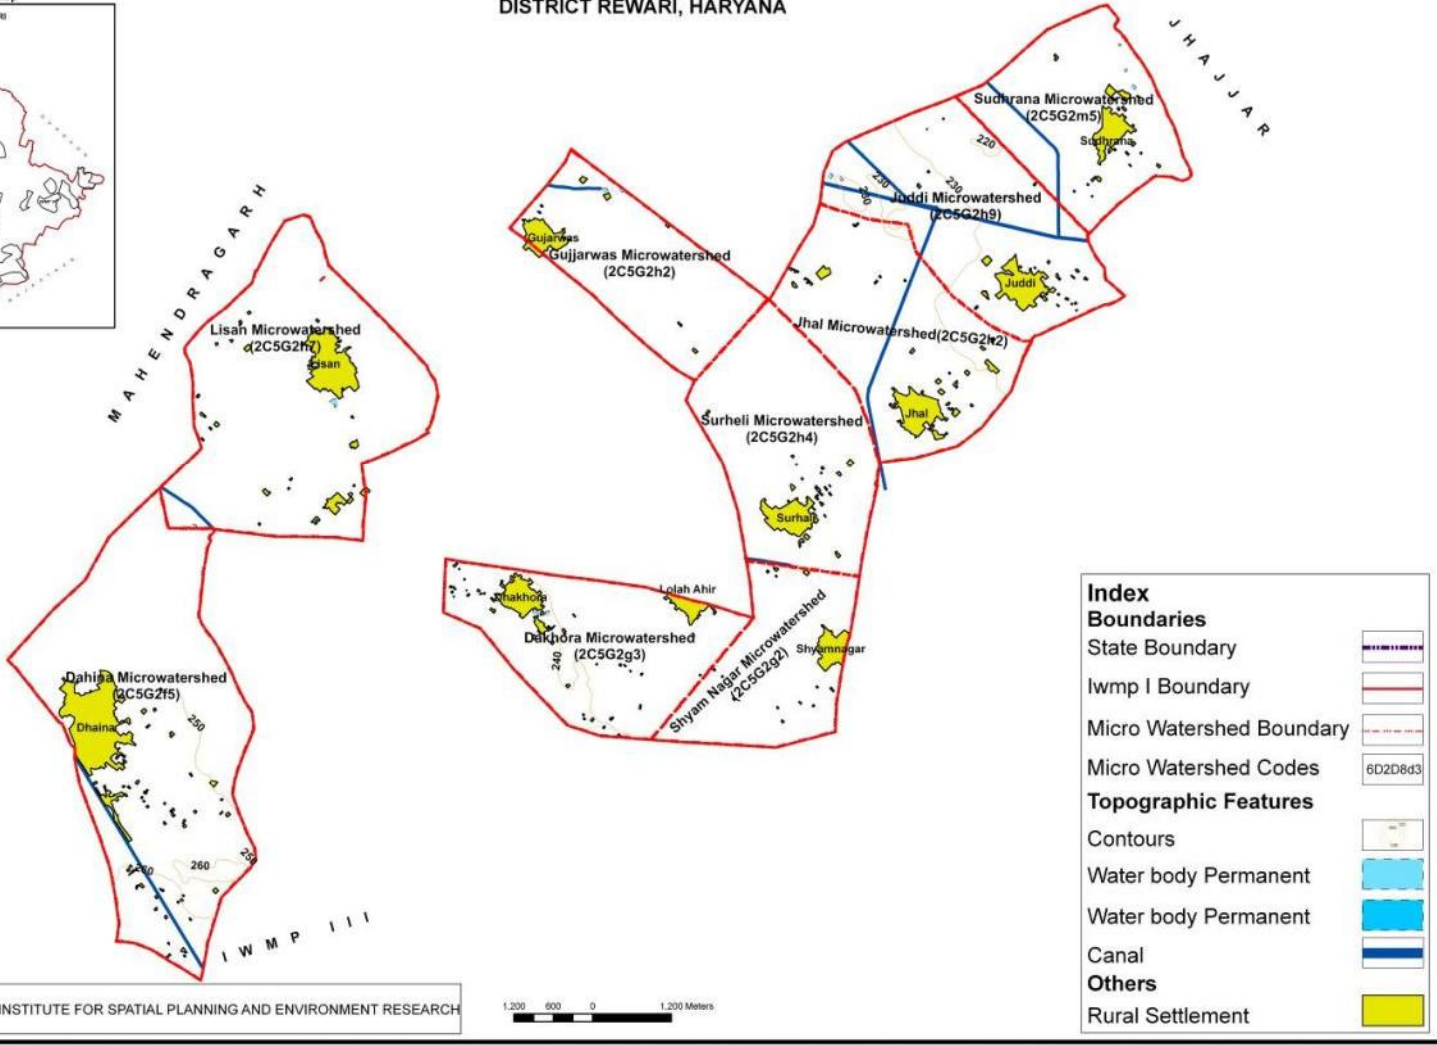 DISTRICT REWARI, HARYANA
JHAJJAR
MAHENDRAGARH
Sudhrana Microwatershed
(2C5G2m5)
Sudhrana
220
230
230
Juddi Microwatershed
(2C5G2h9)
Juddi
Gujarwas
Gujjarwas Microwatershed
(2C5G2h2)
Lisan Microwatershed
(2C5G2h7)
Lisan
Jhal Microwatershed(2C5G2h2)
Jhal
Surheli Microwatershed
(2C5G2h4)
Surhali
Lolah Ahir
Dhakhora
Dakhora Microwatershed
(2C5G2g3)
240
Shyam Nagar Microwatershed
(2C5G2g2)
Shyamnagar
Dahina Microwatershed
(2C5G2f5)
Dhaina
250
250
260
260
IWMP III
Index
Boundaries
State Boundary
Iwmp I Boundary
Micro Watershed Boundary
Micro Watershed Codes 6D2D8d3
Topographic Features
Contours
Water body Permanent
Water body Permanent
Canal
Others
Rural Settlement
INSTITUTE FOR SPATIAL PLANNING AND ENVIRONMENT RESEARCH
1,200 600 0 1,200 Meters